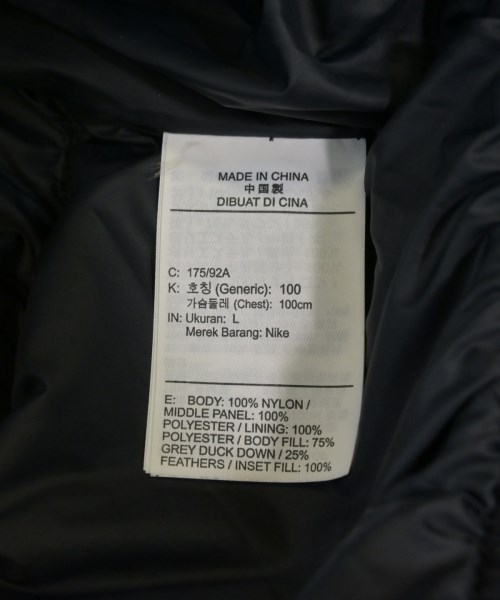 MADE IN CHINA
中国製
DIBUAT DI CINA
C: 175/92A
K: 호칭 (Generic): 100
가슴둘레 (Chest): 100cm
IN: Ukuran: L
Merek Barang: Nike
E: BODY: 100% NYLON /
MIDDLE PANEL: 100%
POLYESTER / LINING: 100%
POLYESTER / BODY FILL: 75%
GREY DUCK DOWN / 25%
FEATHERS / INSET FILL: 100%